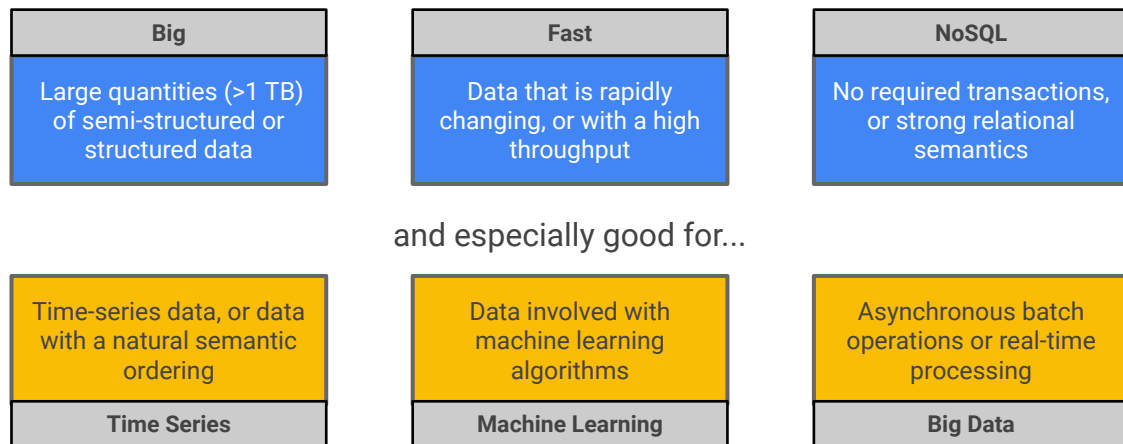 Big
Large quantities (>1 TB)
of semi-structured or
structured data
Fast
Data that is rapidly
changing, or with a high
throughput
NoSQL
No required transactions,
or strong relational
semantics
and especially good for...
Time-series data, or data
with a natural semantic
ordering
Time Series
Data involved with
machine learning
algorithms
Machine Learning
Asynchronous batch
operations or real-time
processing
Big Data